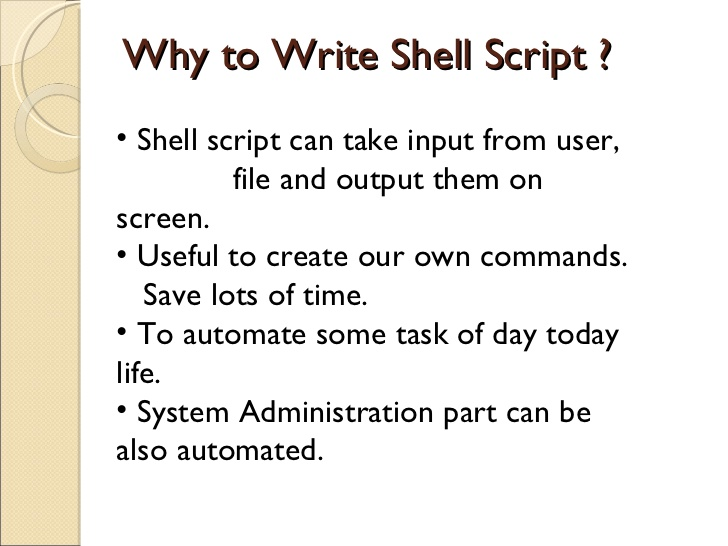 Why to Write Shell Script ?
• Shell script can take input from user,
file and output them on
screen.
• Useful to create our own commands.
Save lots of time.
• To automate some task of day today
life.
• System Administration part can be
also automated.